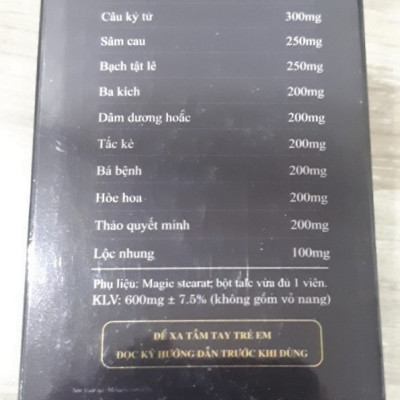 Câu kỷ tử 300mg
Sâm cau 250mg
Bạch tật lê 250mg
Ba kích 200mg
Dâm dương hoắc 200mg
Tắc kè 200mg
Bá bệnh 200mg
Hòe hoa 200mg
Thảo quyết minh 200mg
Lộc nhung 100mg
Phụ liệu: Magic stearat; bột talc vừa đủ 1 viên.
KLV: 600mg ± 7.5% (không gồm vỏ nang)
ĐỂ XA TẦM TAY TRẺ EM
ĐỌC KỸ HƯỚNG DẪN TRƯỚC KHI DÙNG